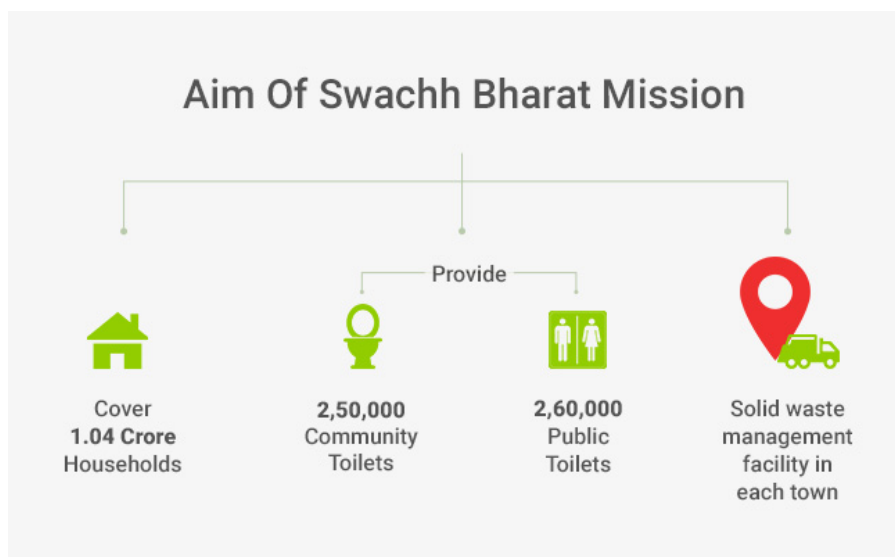 Aim Of Swachh Bharat Mission
Provide
Cover
1.04 Crore
Households
2,50,000
Community
Toilets
2,60,000
Public
Toilets
Solid waste
management
facility in
each town